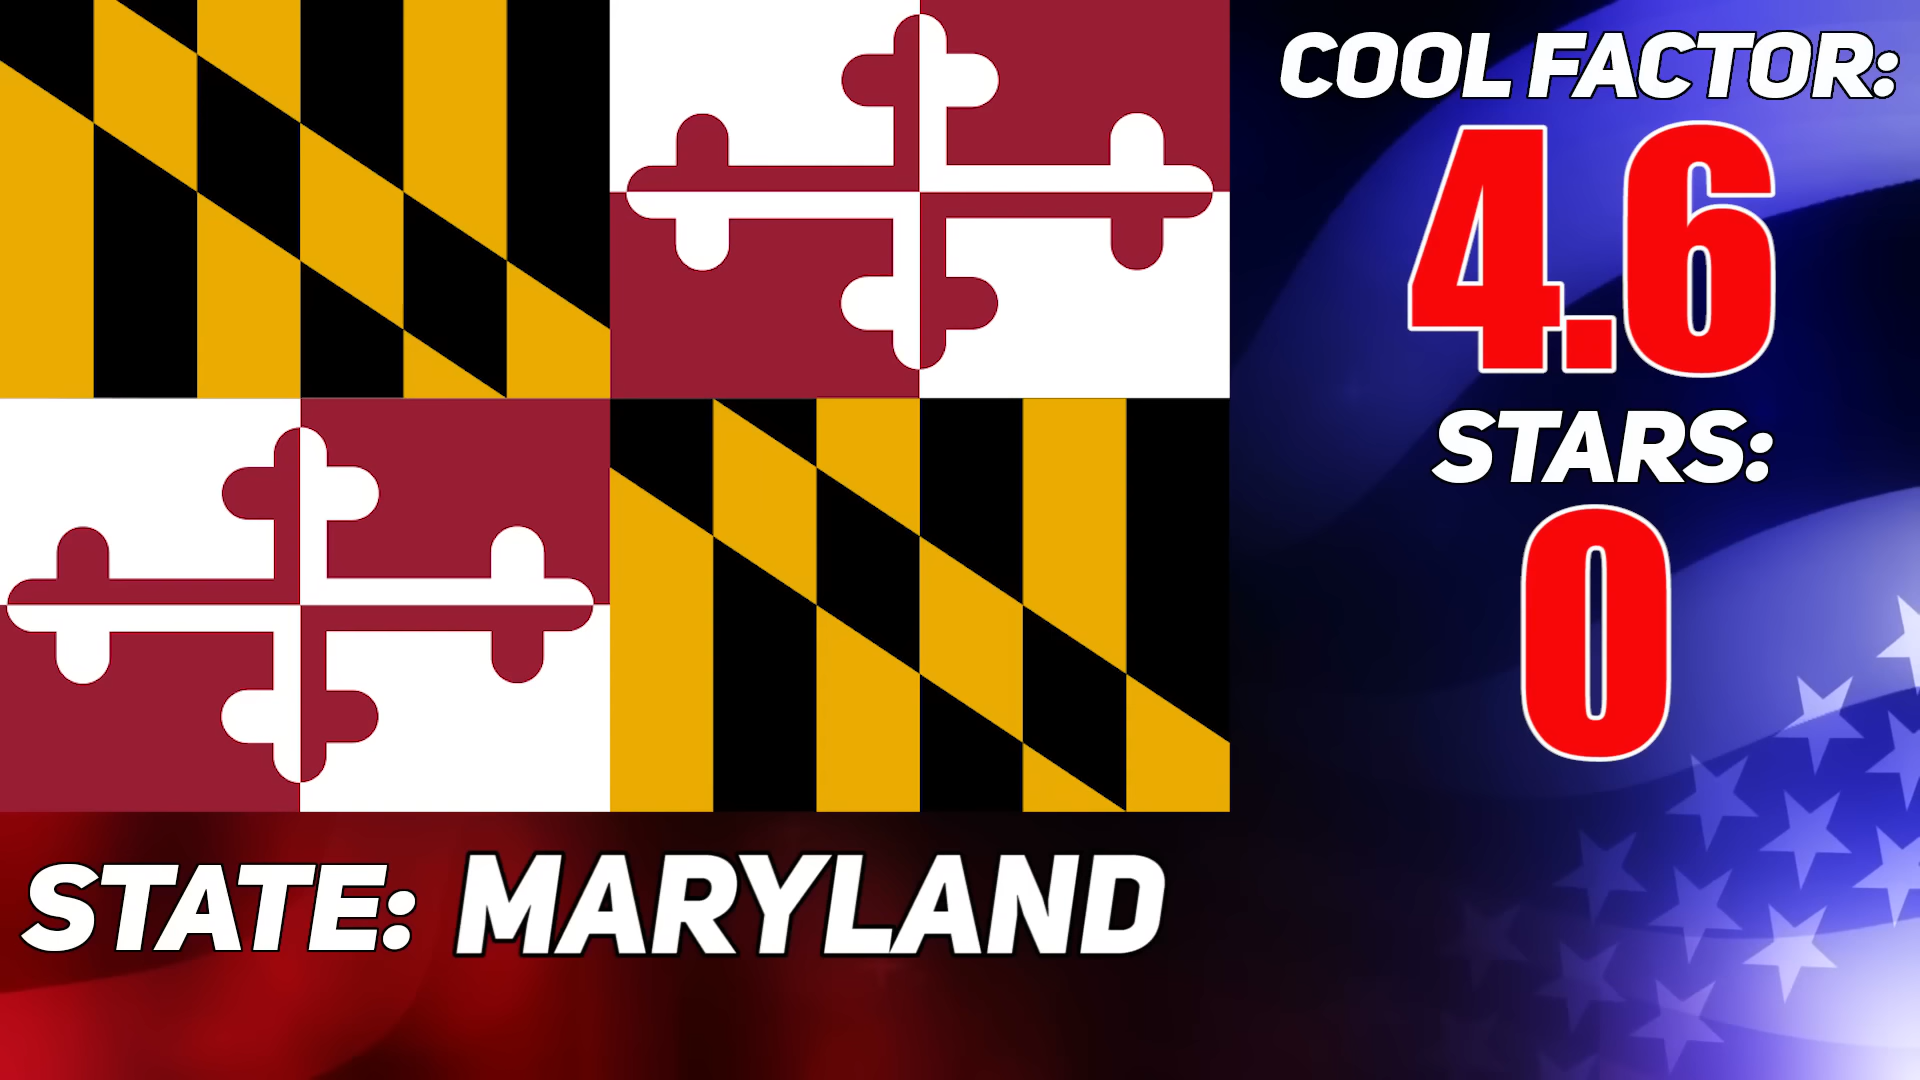 COOL FACTOR:
4.6
STARS:
0
STATE: MARYLAND